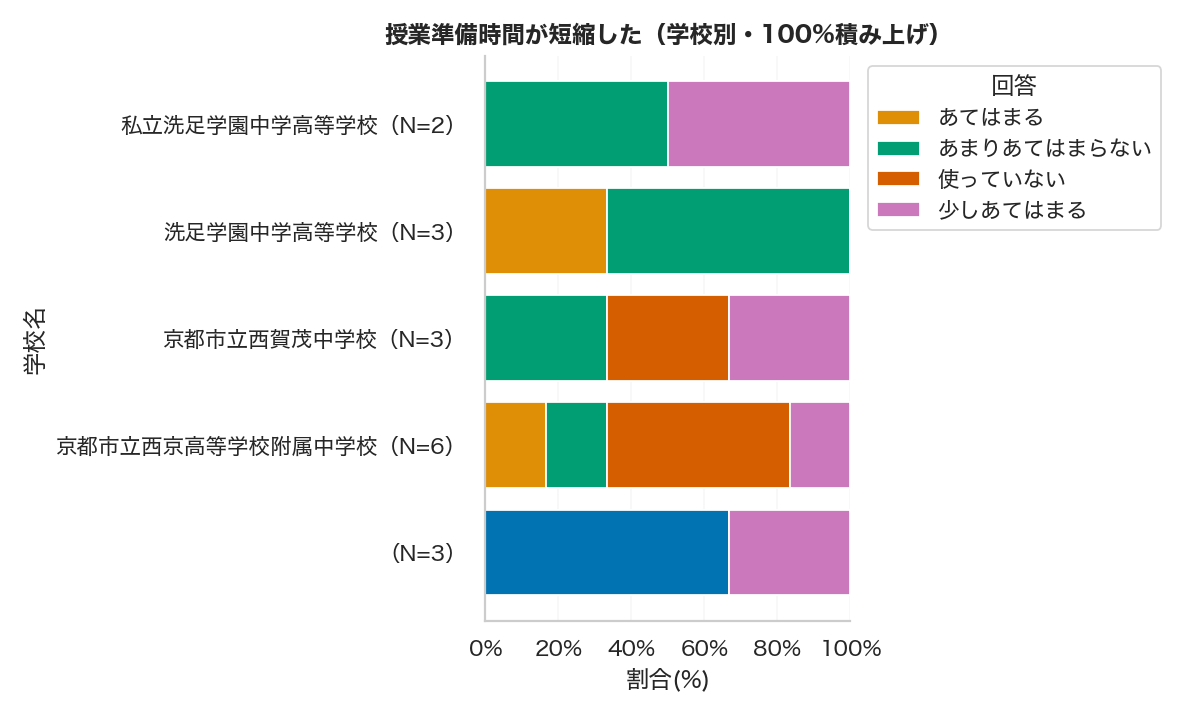 授業準備時間が短縮した（学校別・100%積み上げ）
回答
あてはまる
あまりあてはまらない
使っていない
少しあてはまる
学校名
私立洗足学園中学高等学校（N=2）
洗足学園中学高等学校（N=3）
京都市立西賀茂中学校（N=3）
京都市立西京高等学校附属中学校（N=6）
（N=3）
0% 20% 40% 60% 80% 100%
割合(%)